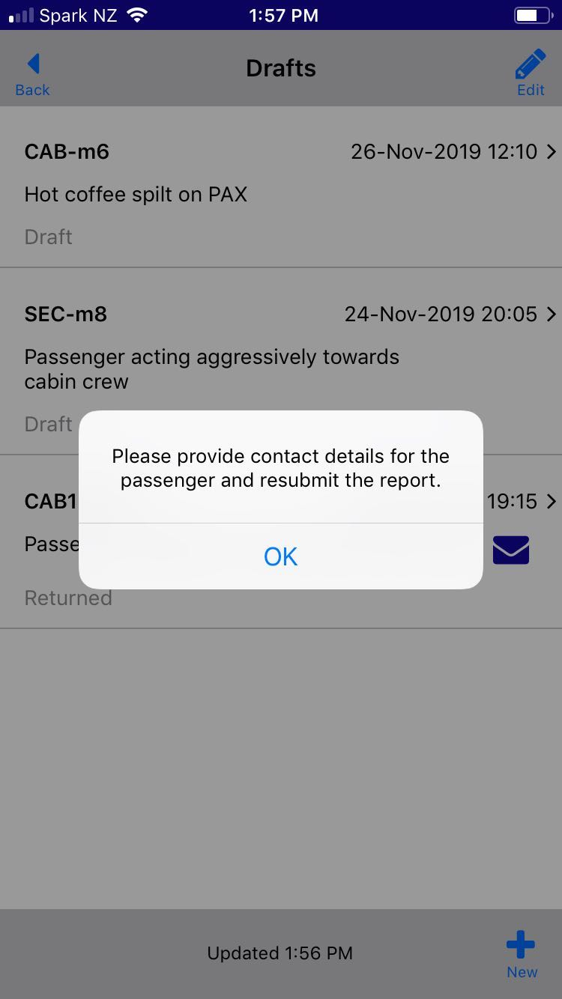 Spark NZ 1:57 PM
Back Drafts Edit
CAB-m6 26-Nov-2019 12:10
Hot coffee spilt on PAX
Draft
SEC-m8 24-Nov-2019 20:05
Passenger acting aggressively towards
cabin crew
Draft
Please provide contact details for the
passenger and resubmit the report.
OK
CAB1 19:15
Passe
Returned
Updated 1:56 PM
New